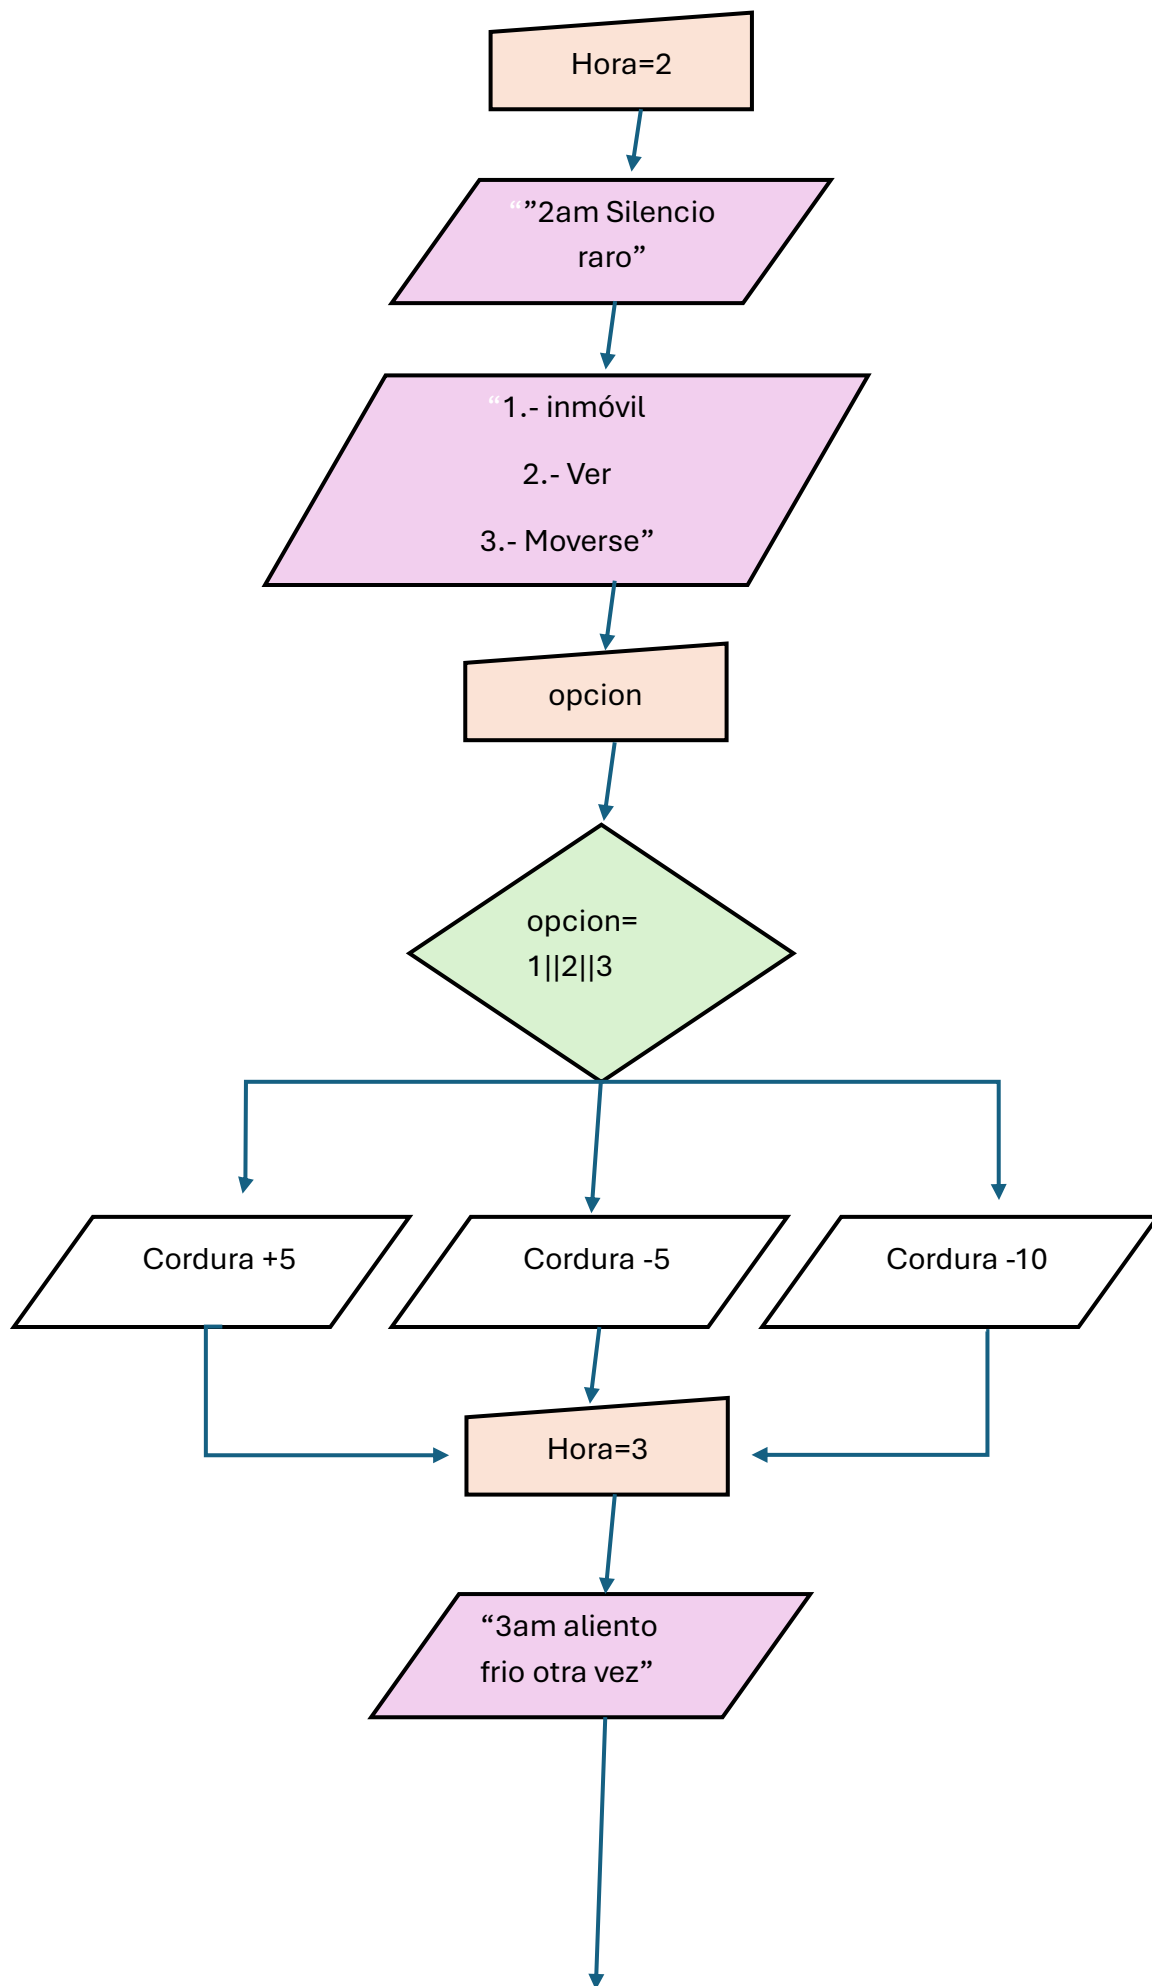 Hora=2
“”2am Silencio
raro”
“1.- inmóvil
2.- Ver
3.- Moverse”
opcion
opcion=
1||2||3
Cordura +5
Cordura -5
Cordura -10
Hora=3
“3am aliento
frio otra vez”